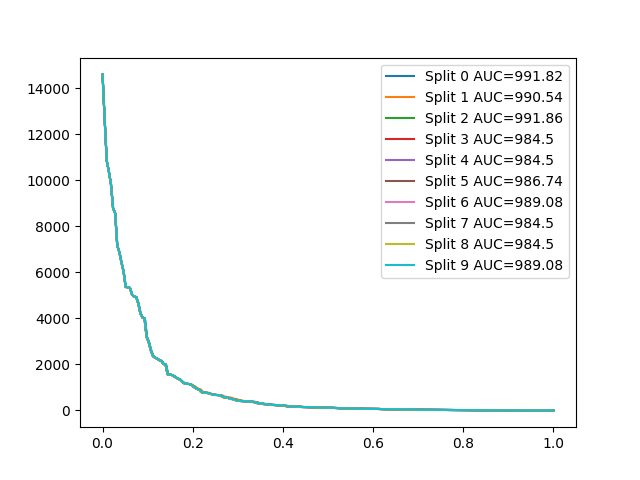 14000
12000
10000
8000
6000
4000
2000
0
0.0 0.2 0.4 0.6 0.8 1.0
Split 0 AUC=991.82
Split 1 AUC=990.54
Split 2 AUC=991.86
Split 3 AUC=984.5
Split 4 AUC=984.5
Split 5 AUC=986.74
Split 6 AUC=989.08
Split 7 AUC=984.5
Split 8 AUC=984.5
Split 9 AUC=989.08